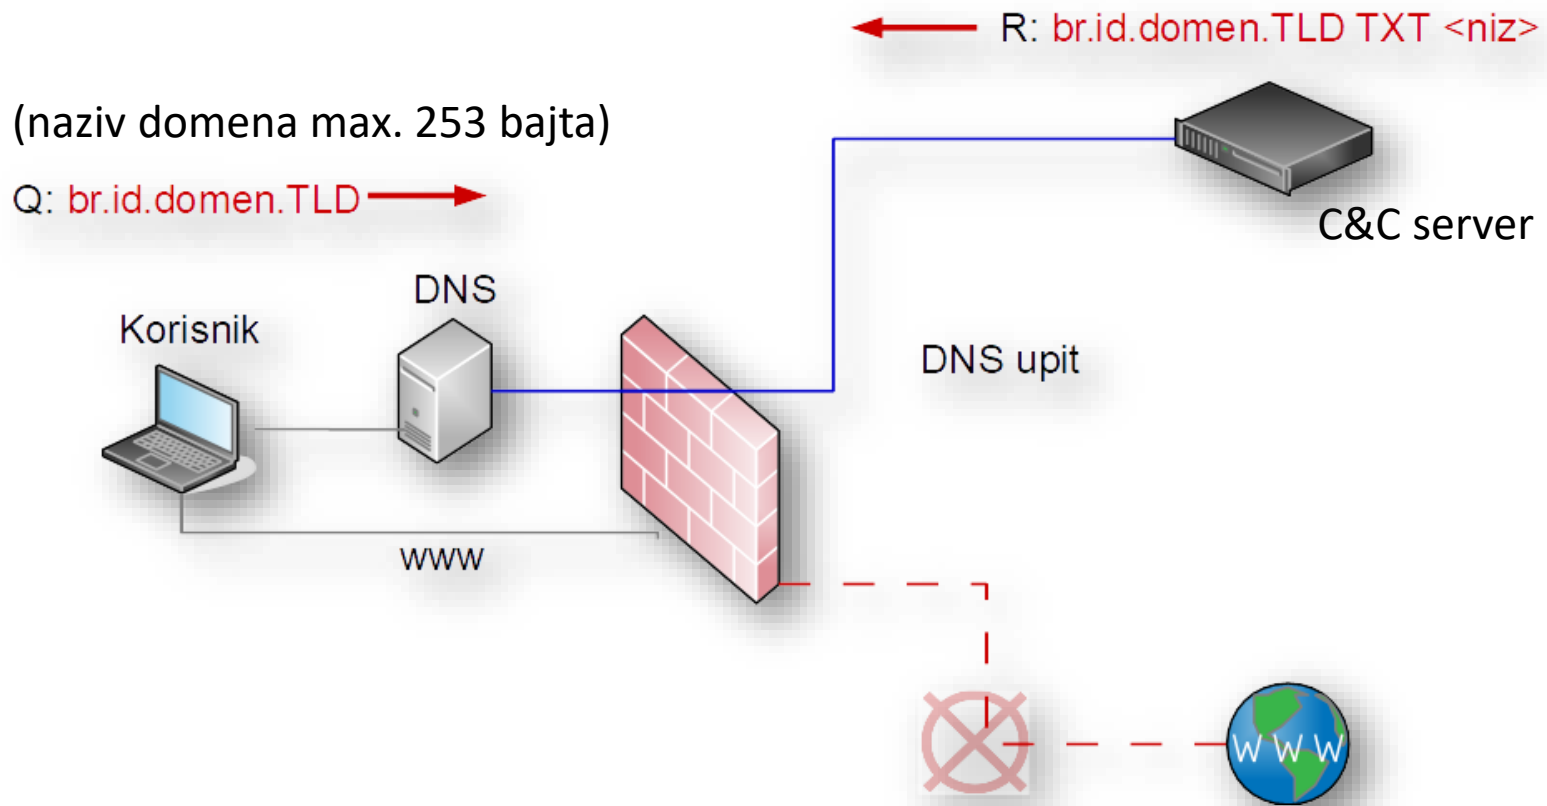 R: br.id.domen.TLD TXT <niz>
(naziv domena max. 253 bajta)
Q: br.id.domen.TLD
C&C server
DNS
Korisnik
DNS upit
WWW
WWW